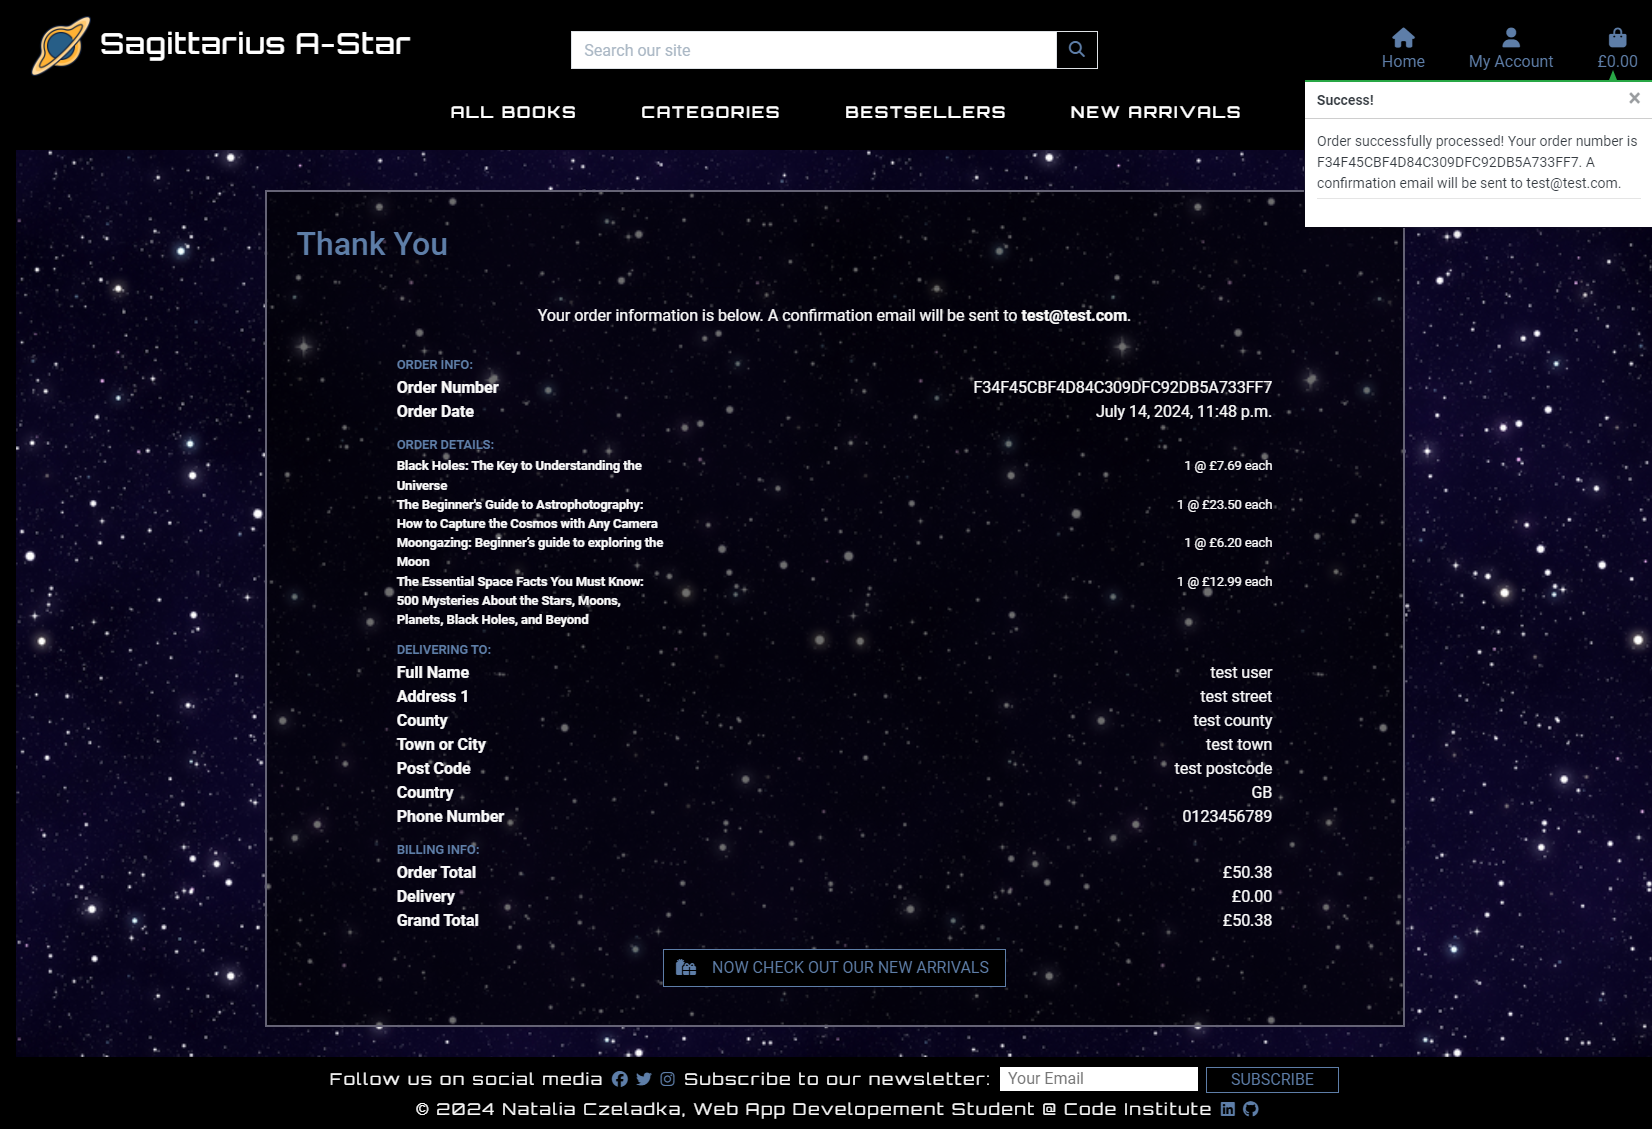 Sagittarius A-Star
Search our site
Home
My Account
£0.00
ALL BOOKS
CATEGORIES
BESTSELLERS
NEW ARRIVALS
Success!
×
Order successfully processed! Your order number is
F34F45CBF4D84C309DFC92DB5A733FF7. A
confirmation email will be sent to test@test.com.
Thank You
Your order information is below. A confirmation email will be sent to test@test.com.
ORDER INFO:
Order Number F34F45CBF4D84C309DFC92DB5A733FF7
Order Date July 14, 2024, 11:48 p.m.
ORDER DETAILS:
Black Holes: The Key to Understanding the 1 @ £7.69 each
Universe
The Beginner's Guide to Astrophotography: 1 @ £23.50 each
How to Capture the Cosmos with Any Camera
Moongazing: Beginner’s guide to exploring the 1 @ £6.20 each
Moon
The Essential Space Facts You Must Know: 1 @ £12.99 each
500 Mysteries About the Stars, Moons,
Planets, Black Holes, and Beyond
DELIVERING TO:
Full Name test user
Address 1 test street
County test county
Town or City test town
Post Code test postcode
Country GB
Phone Number 0123456789
BILLING INFO:
Order Total £50.38
Delivery £0.00
Grand Total £50.38
NOW CHECK OUT OUR NEW ARRIVALS
Follow us on social media Subscribe to our newsletter: Your Email SUBSCRIBE
© 2024 Natalia Czeladka, Web App Developement Student @ Code Institute